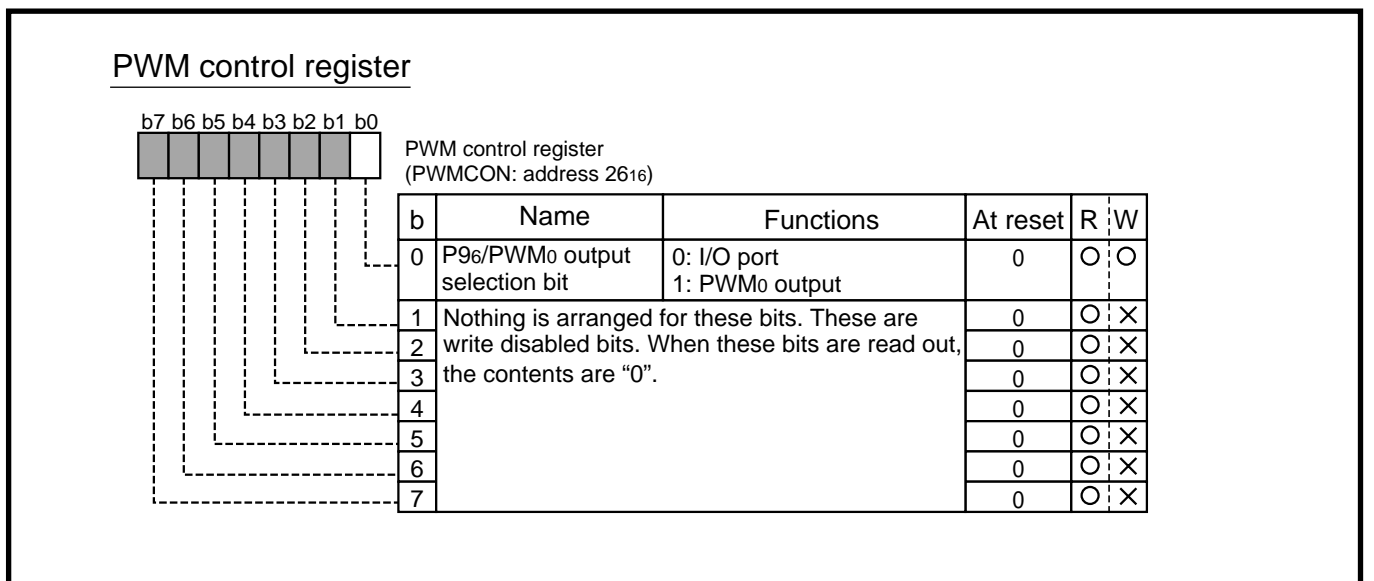 PWM control register
b7 b6 b5 b4 b3 b2 b1 b0
PWM control register
(PWMCON: address 2616)
b Name Functions At reset R W
0 P96/PWM0 output selection bit 0: I/O port 1: PWM0 output 0 O O
1 Nothing is arranged for these bits. These are 0 O ×
2 write disabled bits. When these bits are read out, 0 O ×
3 the contents are “0”. 0 O ×
4 0 O ×
5 0 O ×
6 0 O ×
7 0 O ×